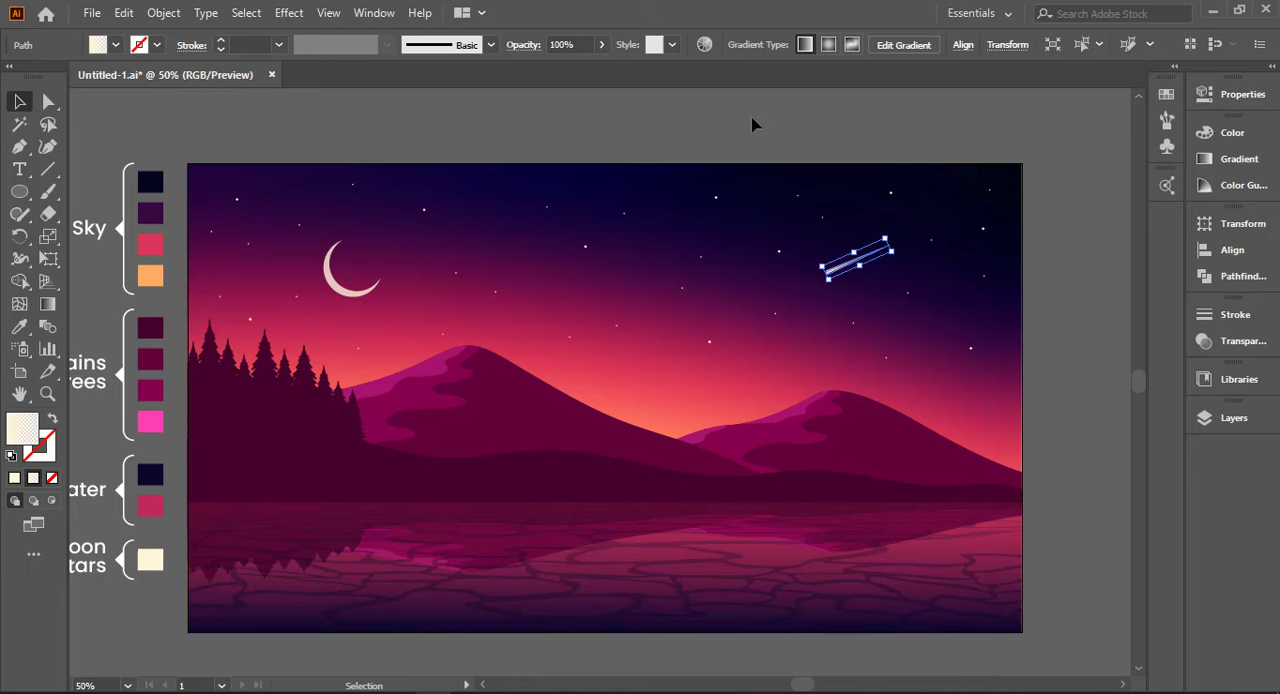 Ai File Edit Object Type Select Effect View Window Help Essentials Search Adobe Stock
Path Stroke: Basic Opacity: 100% Style: Gradient Type: Edit Gradient Align Transform
Untitled-1.ai* @ 50% (RGB/Preview)
Properties
Color
Gradient
Color Gu...
Transform
Align
Pathfin...
Stroke
Transpar...
Libraries
Layers
Sky
ains
rees
ater
oon
tars
50% 1 Selection